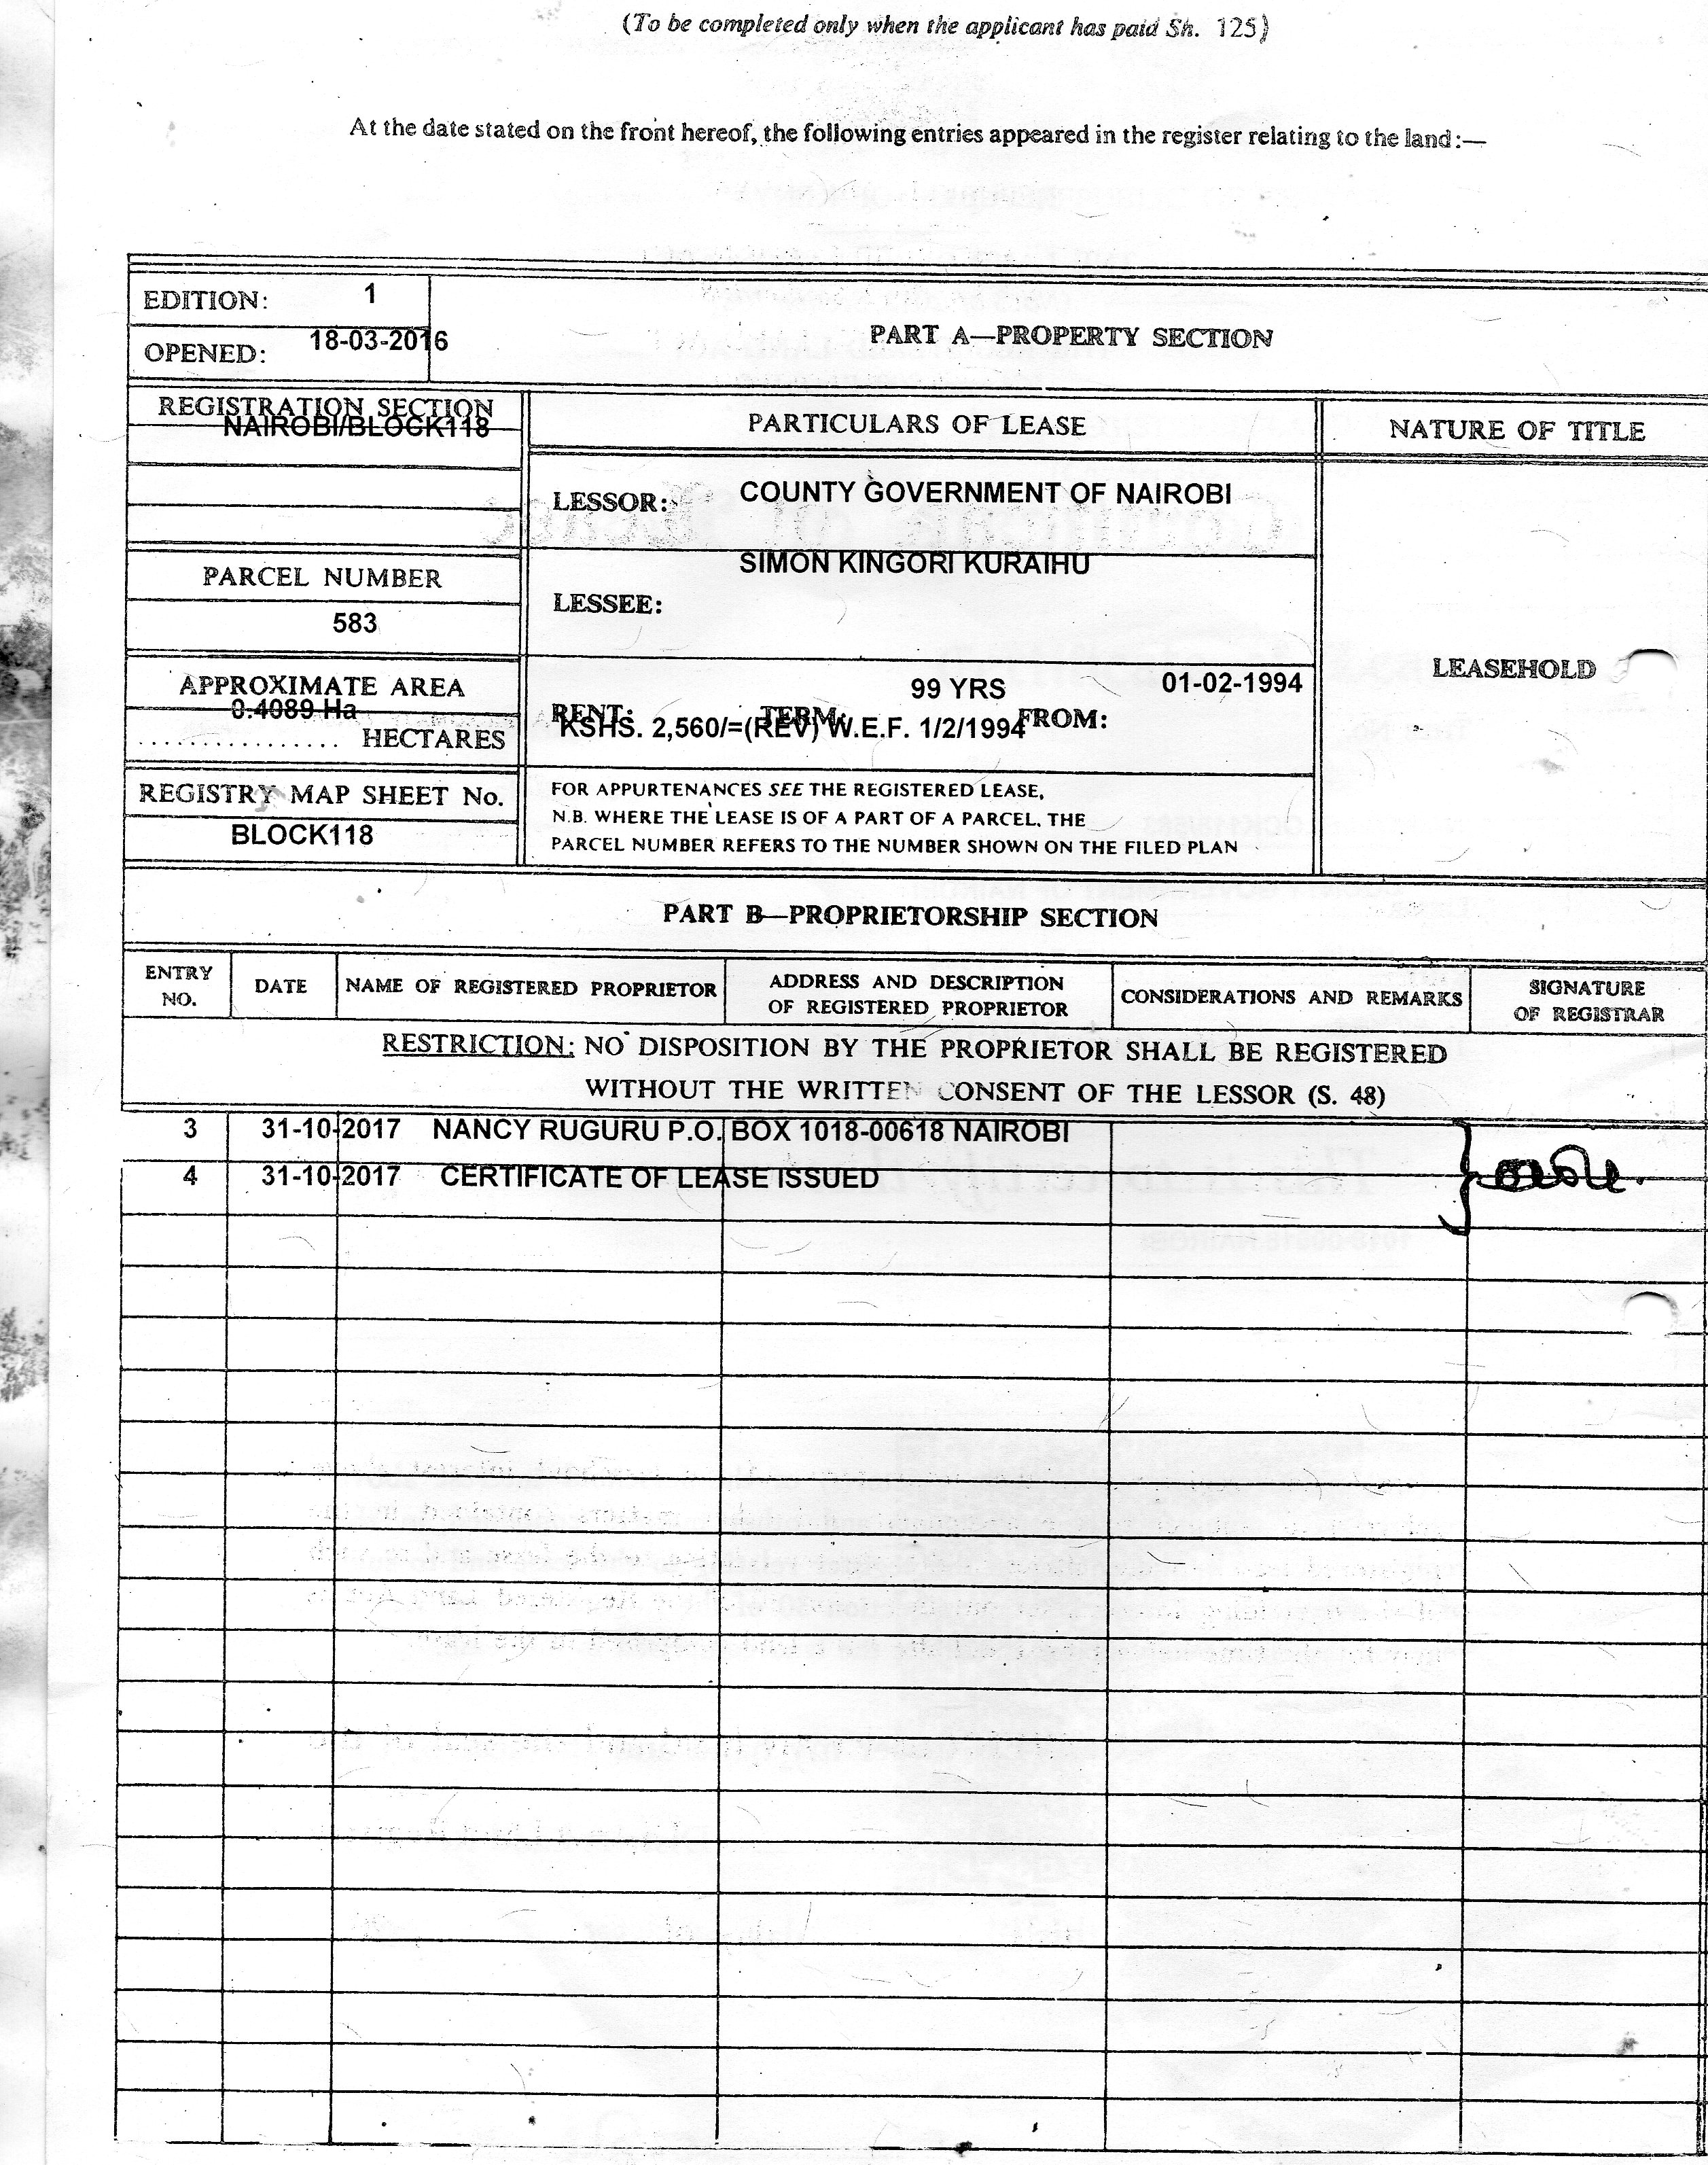 (To be completed only when the applicant has paid Sh. 125)
At the date stated on the front hereof, the following entries appeared in the register relating to the land:—
EDITION: 1
OPENED: 18-03-2016
PART A—PROPERTY SECTION
REGISTRATION SECTION
NAIROBI/BLOCK118
PARTICULARS OF LEASE
NATURE OF TITLE
LESSOR: COUNTY GOVERNMENT OF NAIROBI
PARCEL NUMBER
583
SIMON KINGORI KURAIHU
LESSEE:
LEASEHOLD
APPROXIMATE AREA
0.4089 Ha
................ HECTARES
99 YRS 01-02-1994
RENT: TERM: FROM:
KSHS. 2,560/=(REV) W.E.F. 1/2/1994
REGISTRY MAP SHEET No.
BLOCK118
FOR APPURTENANCES SEE THE REGISTERED LEASE,
N.B. WHERE THE LEASE IS OF A PART OF A PARCEL, THE
PARCEL NUMBER REFERS TO THE NUMBER SHOWN ON THE FILED PLAN
PART B—PROPRIETORSHIP SECTION
ENTRY NO.
DATE
NAME OF REGISTERED PROPRIETOR
ADDRESS AND DESCRIPTION
OF REGISTERED PROPRIETOR
CONSIDERATIONS AND REMARKS
SIGNATURE
OF REGISTRAR
RESTRICTION: NO DISPOSITION BY THE PROPRIETOR SHALL BE REGISTERED
WITHOUT THE WRITTEN CONSENT OF THE LESSOR (S. 48)
3 31-10-2017 NANCY RUGURU P.O. BOX 1018-00618 NAIROBI
4 31-10-2017 CERTIFICATE OF LEASE ISSUED